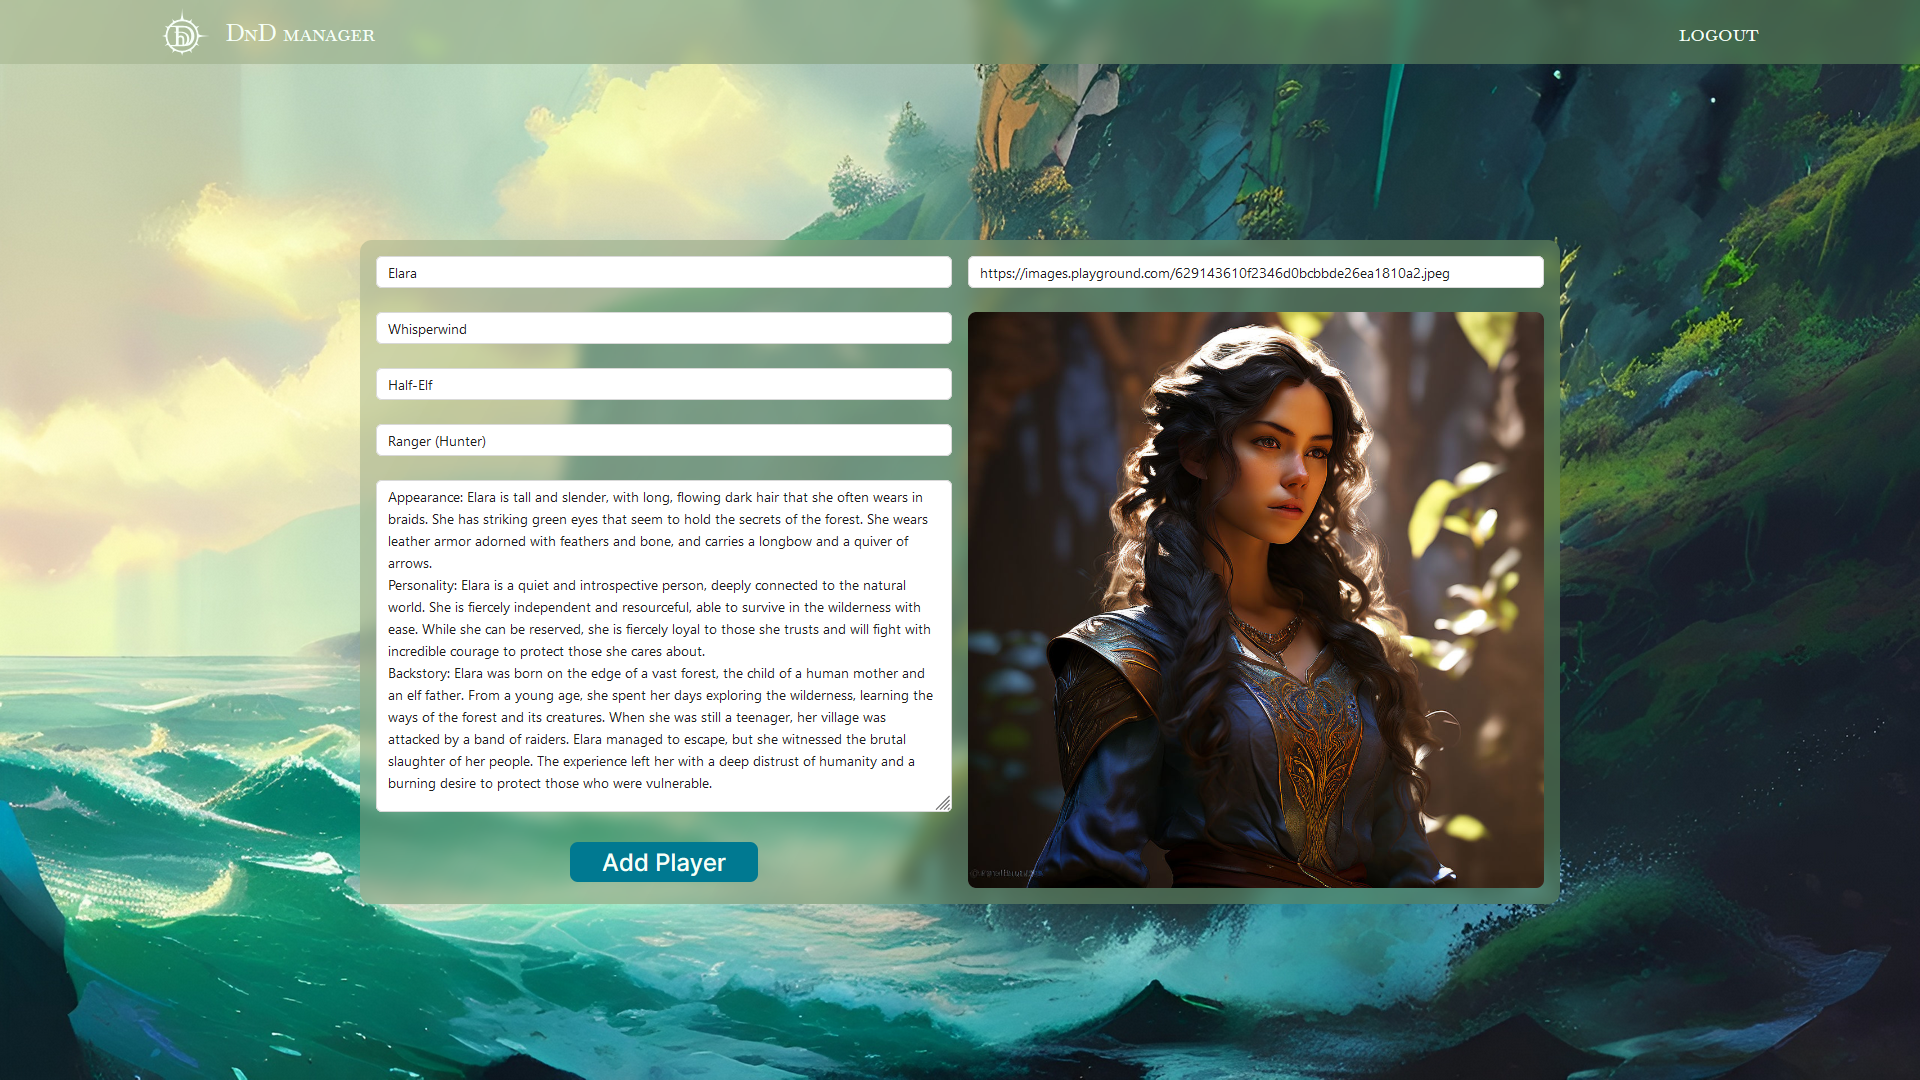 DnD manager
LOGOUT
Elara
https://images.playground.com/629143610f2346d0bcbbde26ea1810a2.jpeg
Whisperwind
Half-Elf
Ranger (Hunter)
Appearance: Elara is tall and slender, with long, flowing dark hair that she often wears in
braids. She has striking green eyes that seem to hold the secrets of the forest. She wears
leather armor adorned with feathers and bone, and carries a longbow and a quiver of
arrows.
Personality: Elara is a quiet and introspective person, deeply connected to the natural
world. She is fiercely independent and resourceful, able to survive in the wilderness with
ease. While she can be reserved, she is fiercely loyal to those she trusts and will fight with
incredible courage to protect those she cares about.
Backstory: Elara was born on the edge of a vast forest, the child of a human mother and
an elf father. From a young age, she spent her days exploring the wilderness, learning the
ways of the forest and its creatures. When she was still a teenager, her village was
attacked by a band of raiders. Elara managed to escape, but she witnessed the brutal
slaughter of her people. The experience left her with a deep distrust of humanity and a
burning desire to protect those who were vulnerable.
Add Player